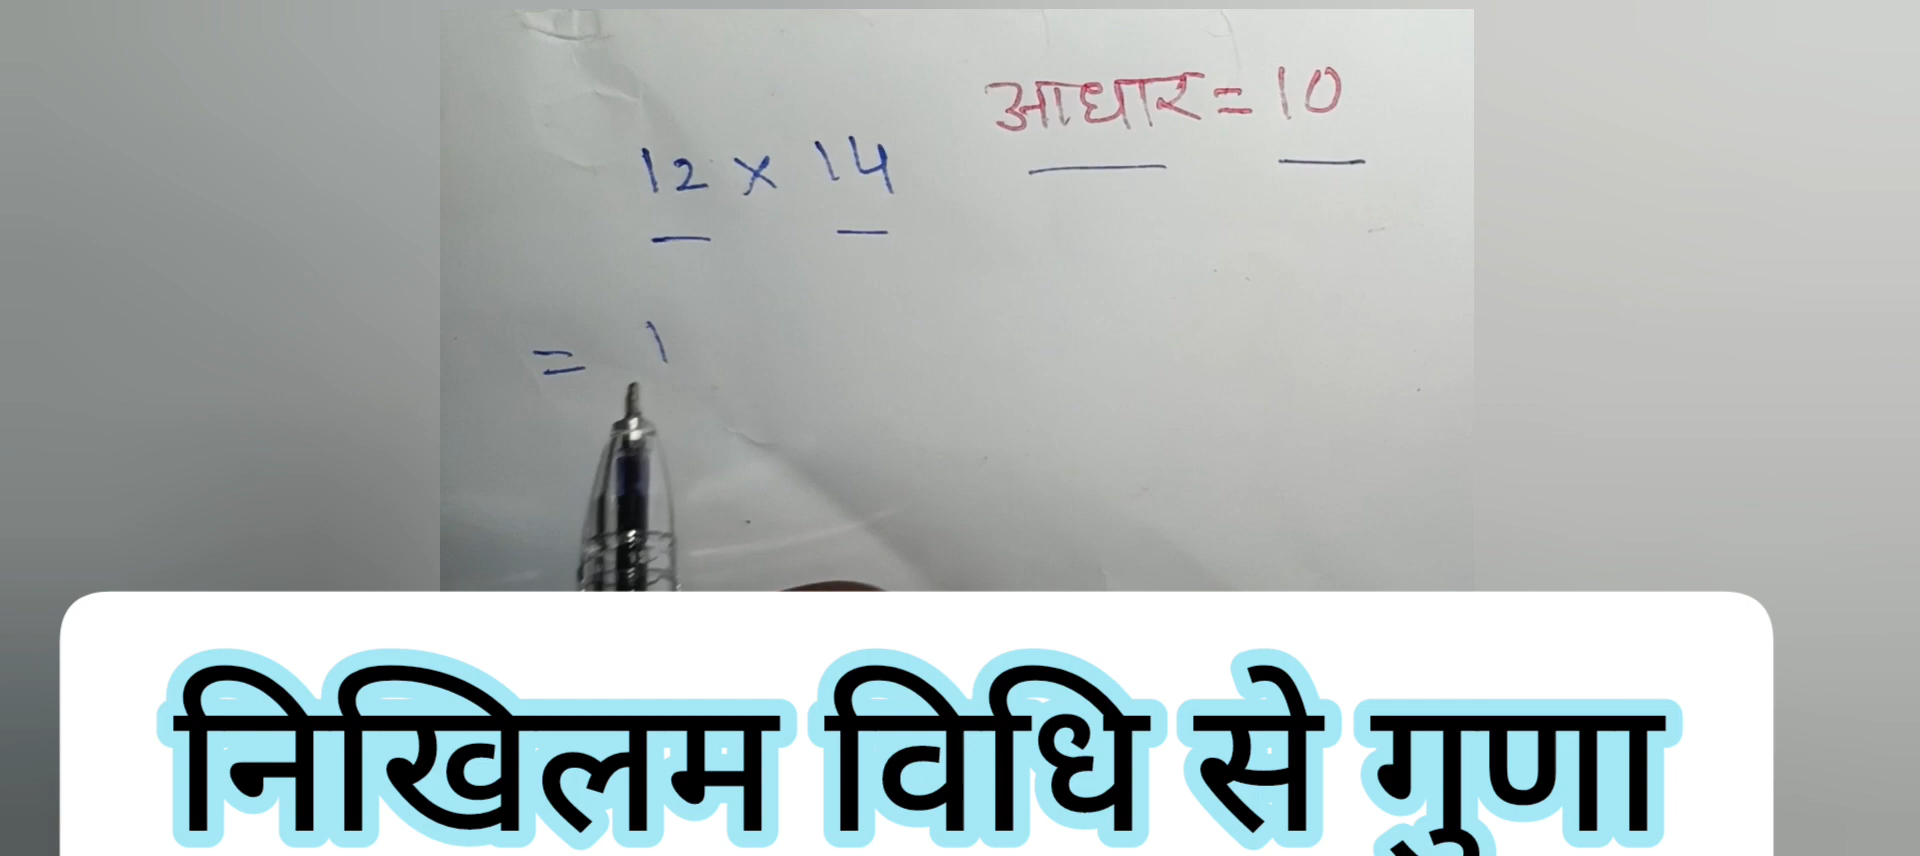 आधार = 10
12 x 14
= 1
निखिलम विधि से गुणा